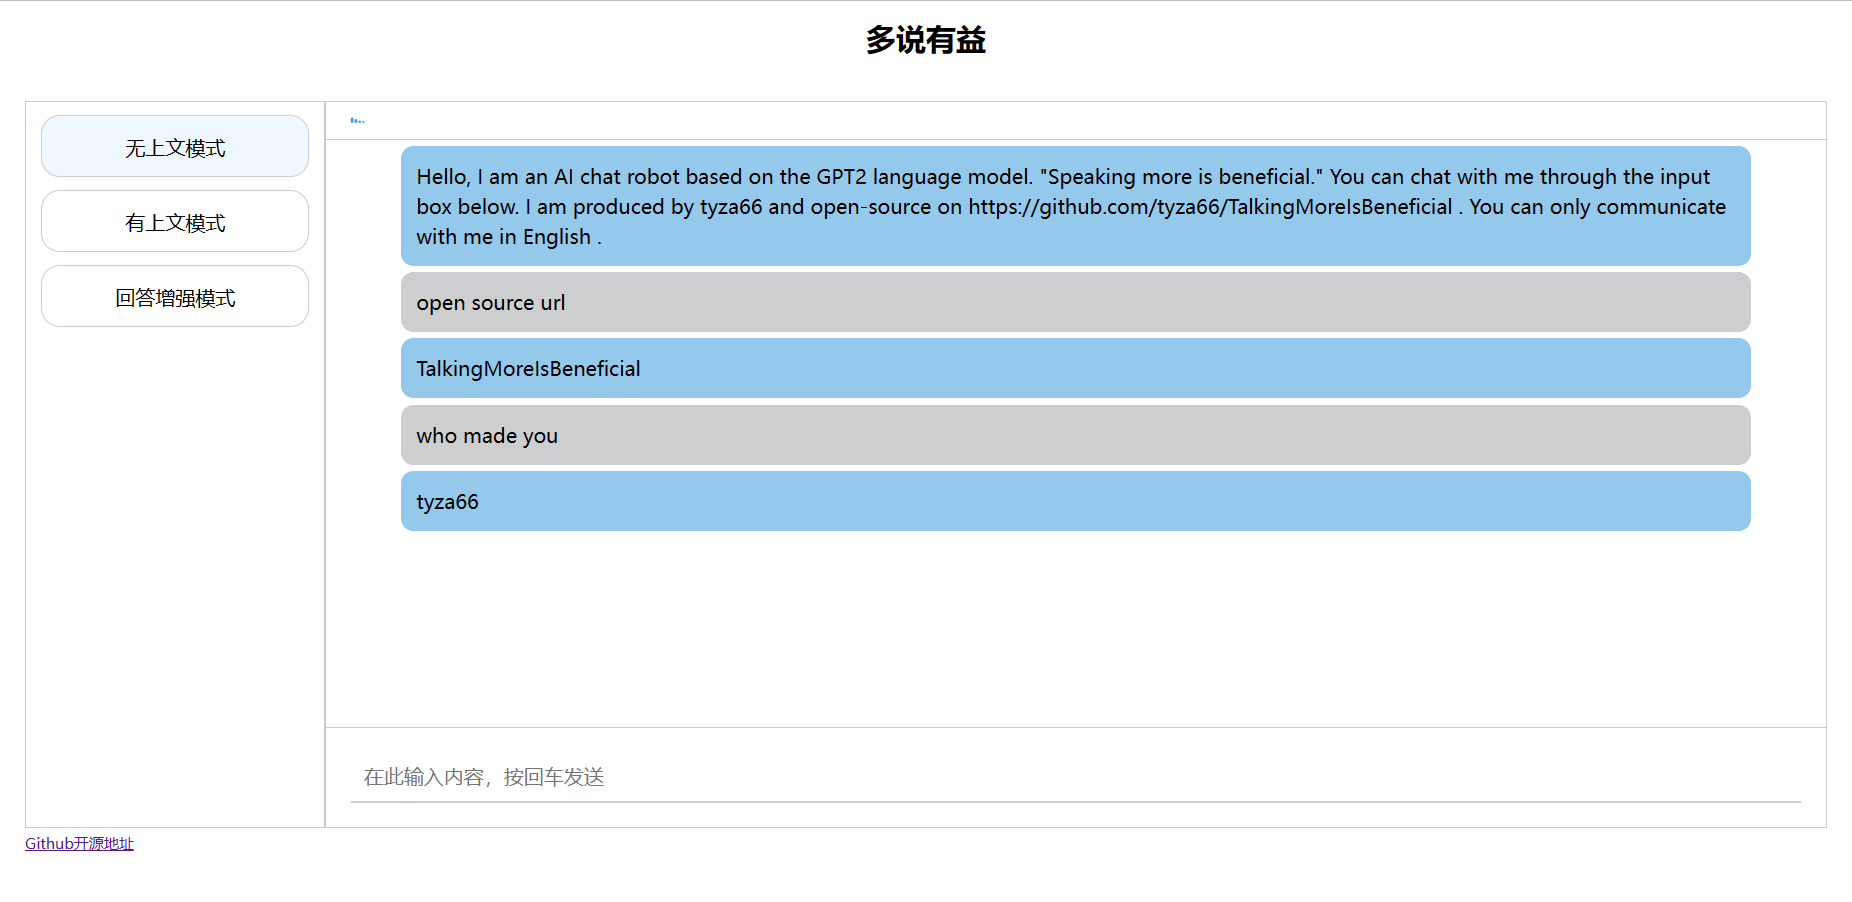 多说有益
无上文模式
有上文模式
回答增强模式
Hello, I am an AI chat robot based on the GPT2 language model. "Speaking more is beneficial." You can chat with me through the input
box below. I am produced by tyza66 and open-source on https://github.com/tyza66/TalkingMoreIsBeneficial . You can only communicate
with me in English .
open source url
TalkingMoreIsBeneficial
who made you
tyza66
在此输入内容，按回车发送
Github开源地址